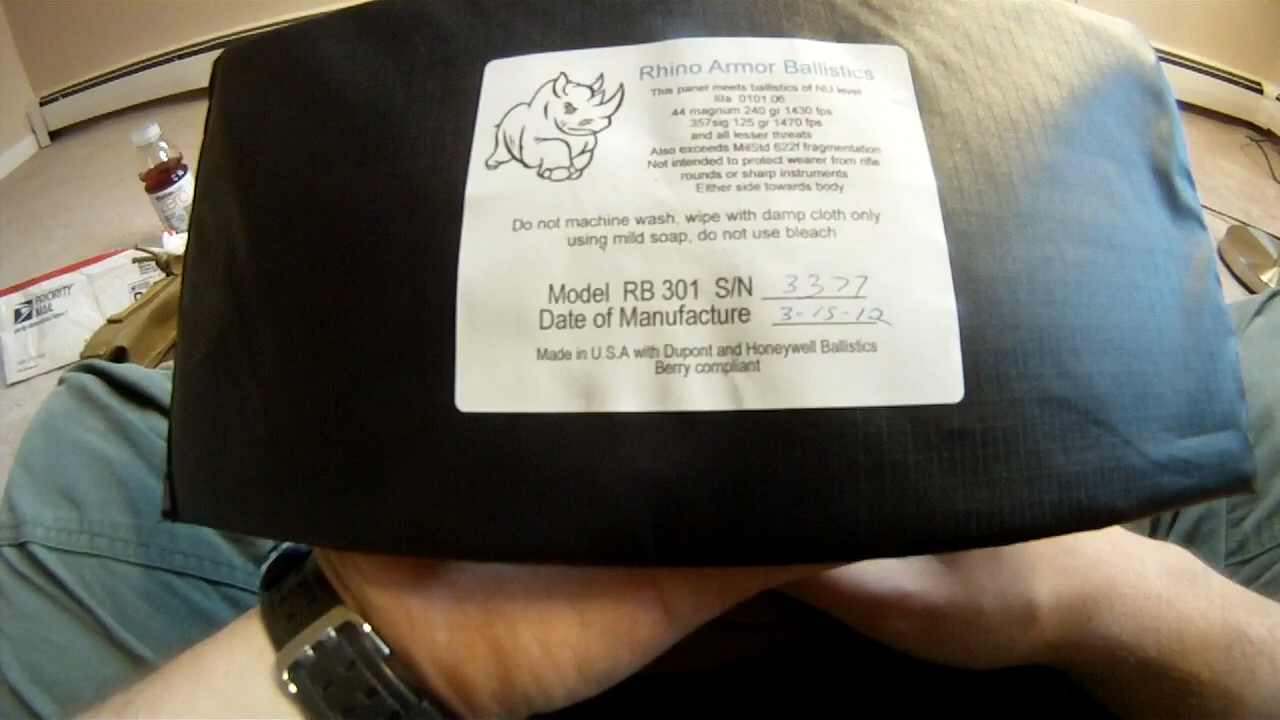 Rhino Armor Ballistics
This panel meets ballistics of NIJ level
IIIa 0101.06
.44 magnum 240 gr 1430 fps
.357sig 125 gr 1470 fps
and all lesser threats
Also exceeds MilStd 622f fragmentation
Not intended to protect wearer from rifle
rounds or sharp instruments
Either side towards body
Do not machine wash, wipe with damp cloth only
using mild soap, do not use bleach
Model RB 301 S/N 3377
Date of Manufacture 3-15-12
Made in U.S.A with Dupont and Honeywell Ballistics
Berry compliant
PRIORITY
MAIL